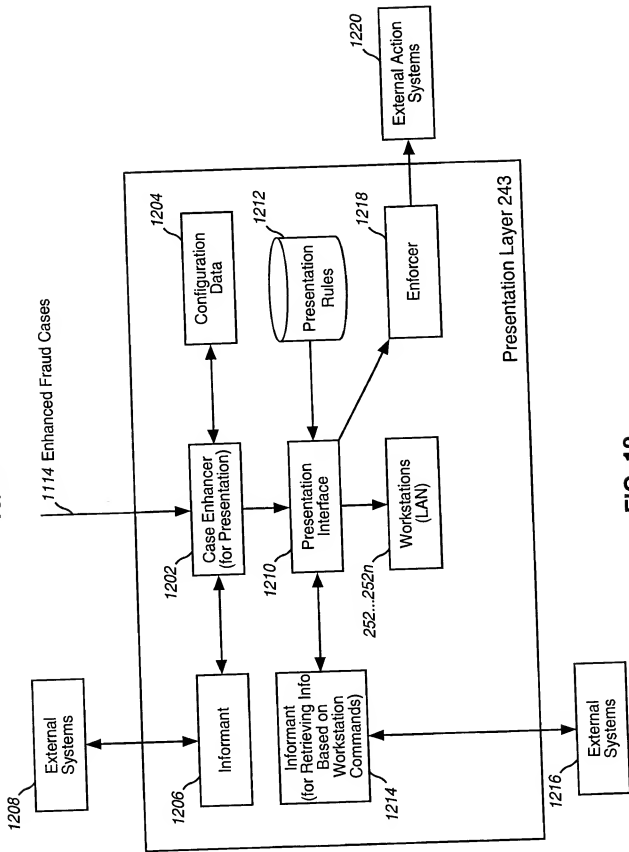 1114 Enhanced Fraud Cases
1208
External
Systems
1206
Informant
1202
Case Enhancer
(for Presentation)
1204
Configuration
Data
1214
Informant
(for Retrieving Info
Based on
Workstation
Commands)
1210
Presentation
Interface
1212
Presentation
Rules
252...252n
Workstations
(LAN)
1218
Enforcer
1220
External Action
Systems
1216
External
Systems
Presentation Layer 243
FIG.